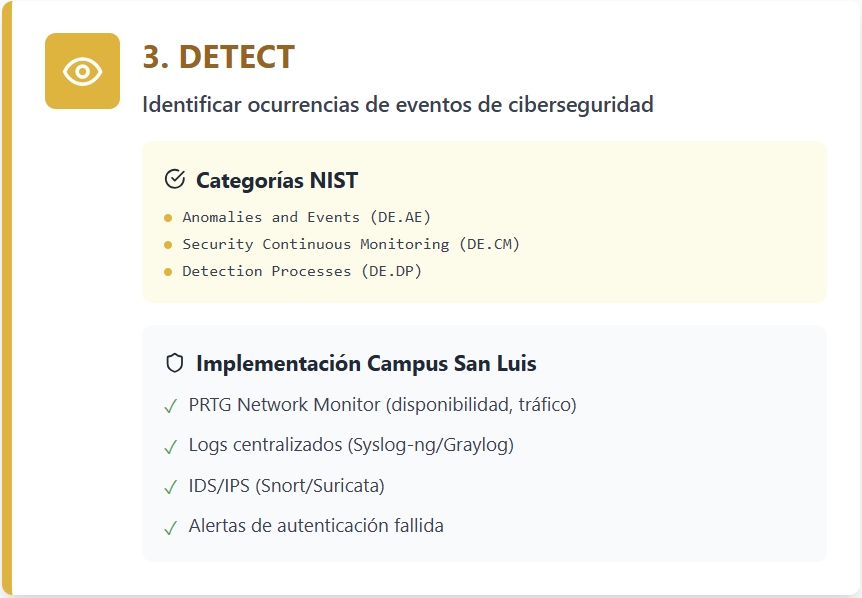 3. DETECT
Identificar ocurrencias de eventos de ciberseguridad
Categorías NIST
Anomalies and Events (DE.AE)
Security Continuous Monitoring (DE.CM)
Detection Processes (DE.DP)
Implementación Campus San Luis
PRTG Network Monitor (disponibilidad, tráfico)
Logs centralizados (Syslog-ng/Graylog)
IDS/IPS (Snort/Suricata)
Alertas de autenticación fallida